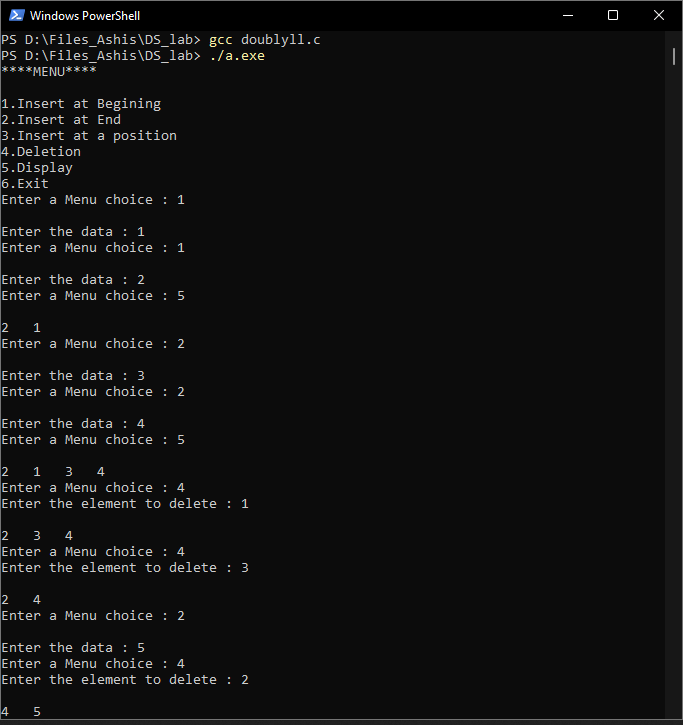 Windows PowerShell
PS D:\Files_Ashis\DS_lab> gcc doublyll.c
PS D:\Files_Ashis\DS_lab> ./a.exe
****MENU****
1.Insert at Begining
2.Insert at End
3.Insert at a position
4.Deletion
5.Display
6.Exit
Enter a Menu choice : 1
Enter the data : 1
Enter a Menu choice : 1
Enter the data : 2
Enter a Menu choice : 5
2   1
Enter a Menu choice : 2
Enter the data : 3
Enter a Menu choice : 2
Enter the data : 4
Enter a Menu choice : 5
2   1   3   4
Enter a Menu choice : 4
Enter the element to delete : 1
2   3   4
Enter a Menu choice : 4
Enter the element to delete : 3
2   4
Enter a Menu choice : 2
Enter the data : 5
Enter a Menu choice : 4
Enter the element to delete : 2
4   5